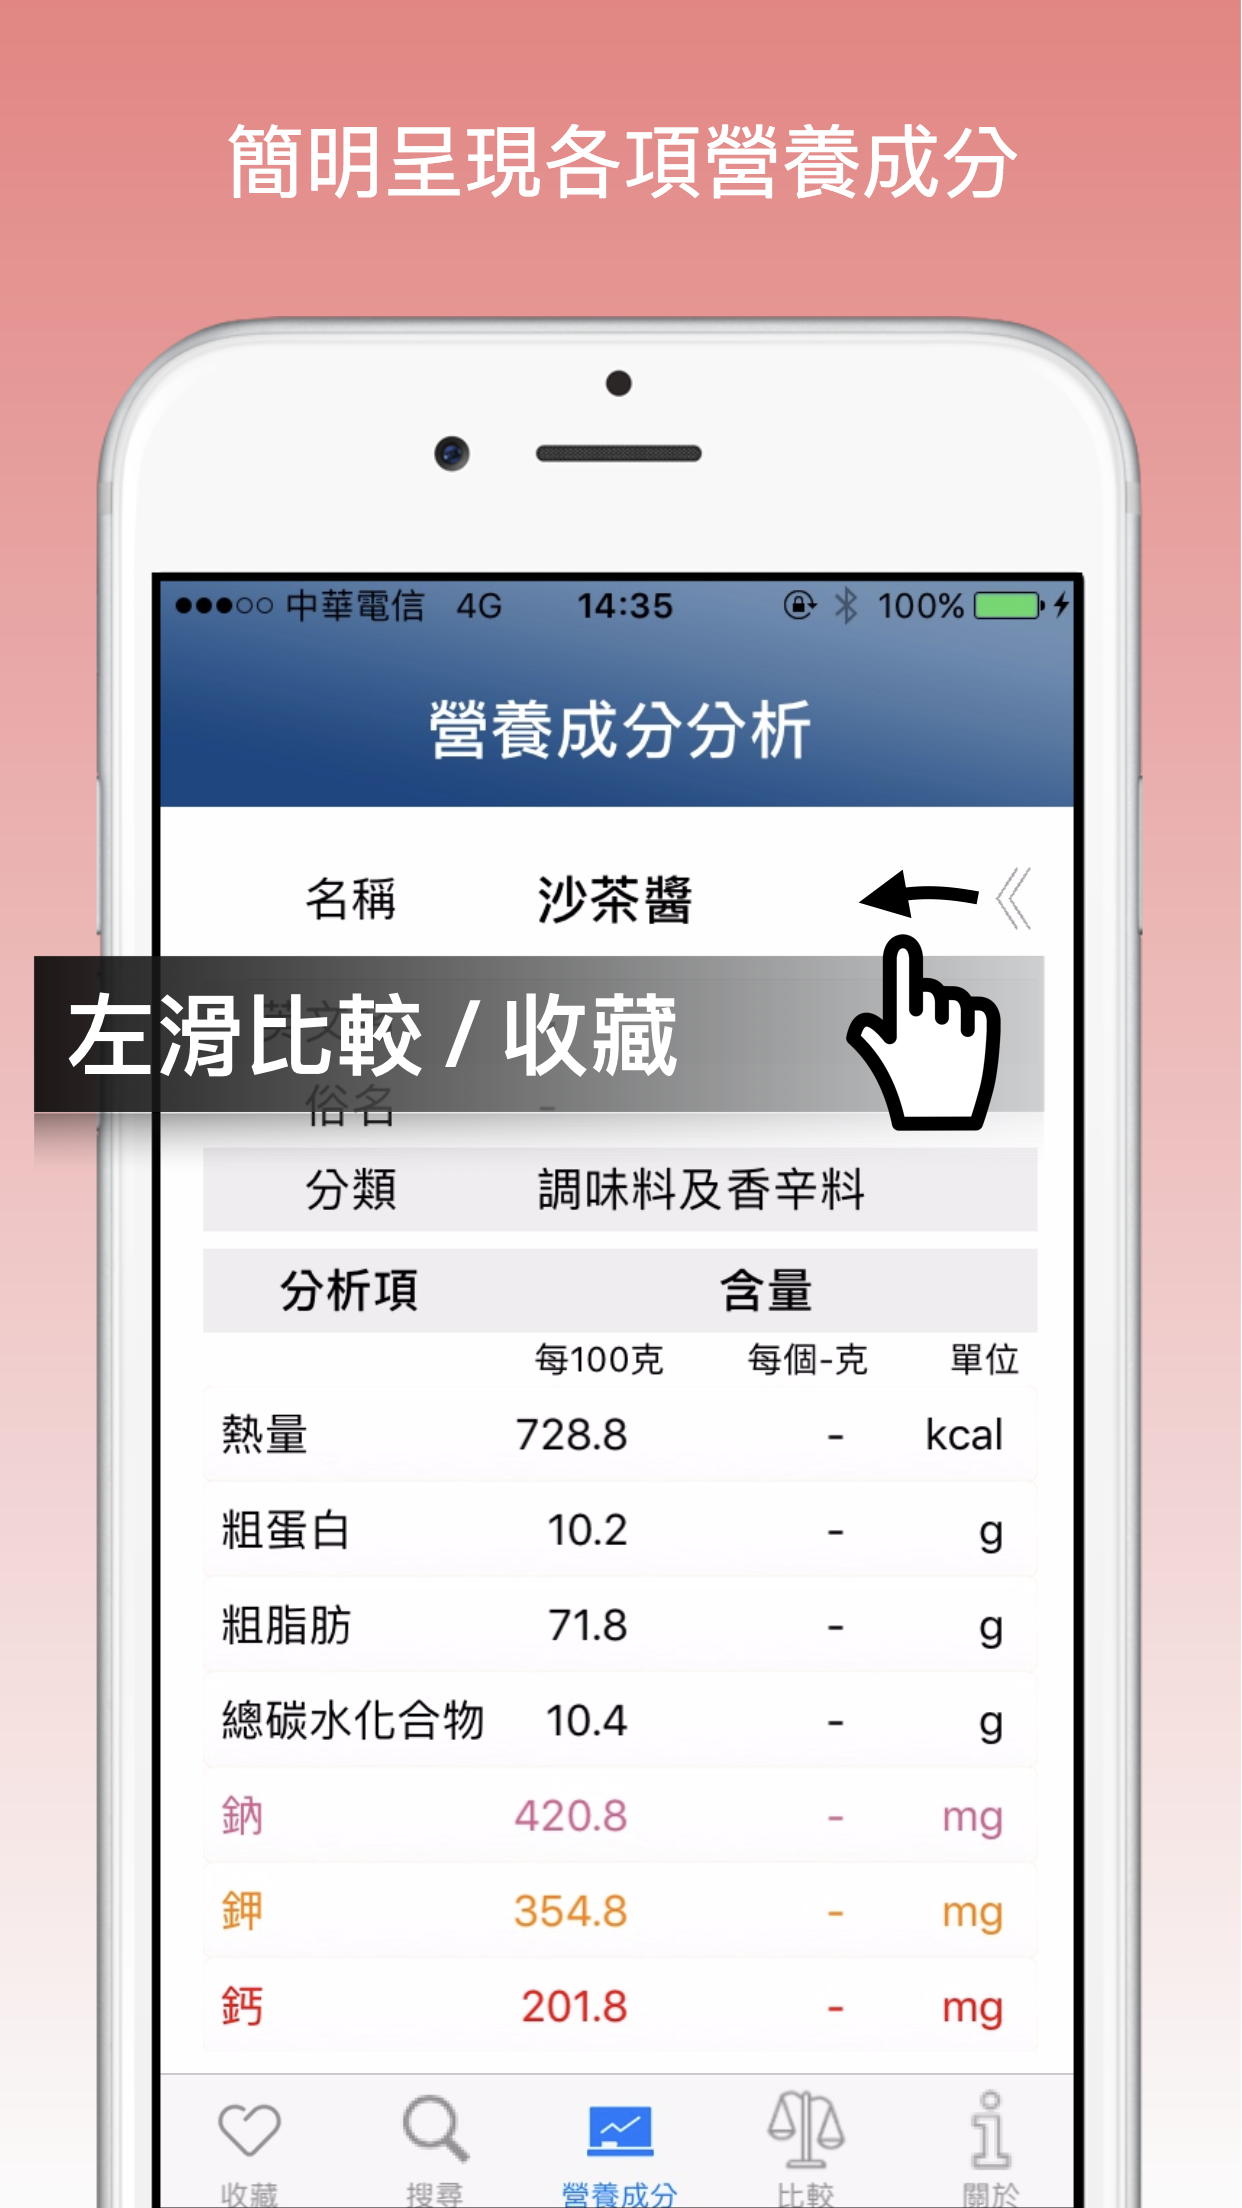 簡明呈現各項營養成分
中華電信 4G 14:35 100%
營養成分分析
名稱 沙茶醬
左滑比較 / 收藏
英文
俗名 -
分類 調味料及香辛料
分析項 含量
每100克 每個-克 單位
熱量 728.8 - kcal
粗蛋白 10.2 - g
粗脂肪 71.8 - g
總碳水化合物 10.4 - g
鈉 420.8 - mg
鉀 354.8 - mg
鈣 201.8 - mg
收藏 搜尋 營養成分 比較 關於